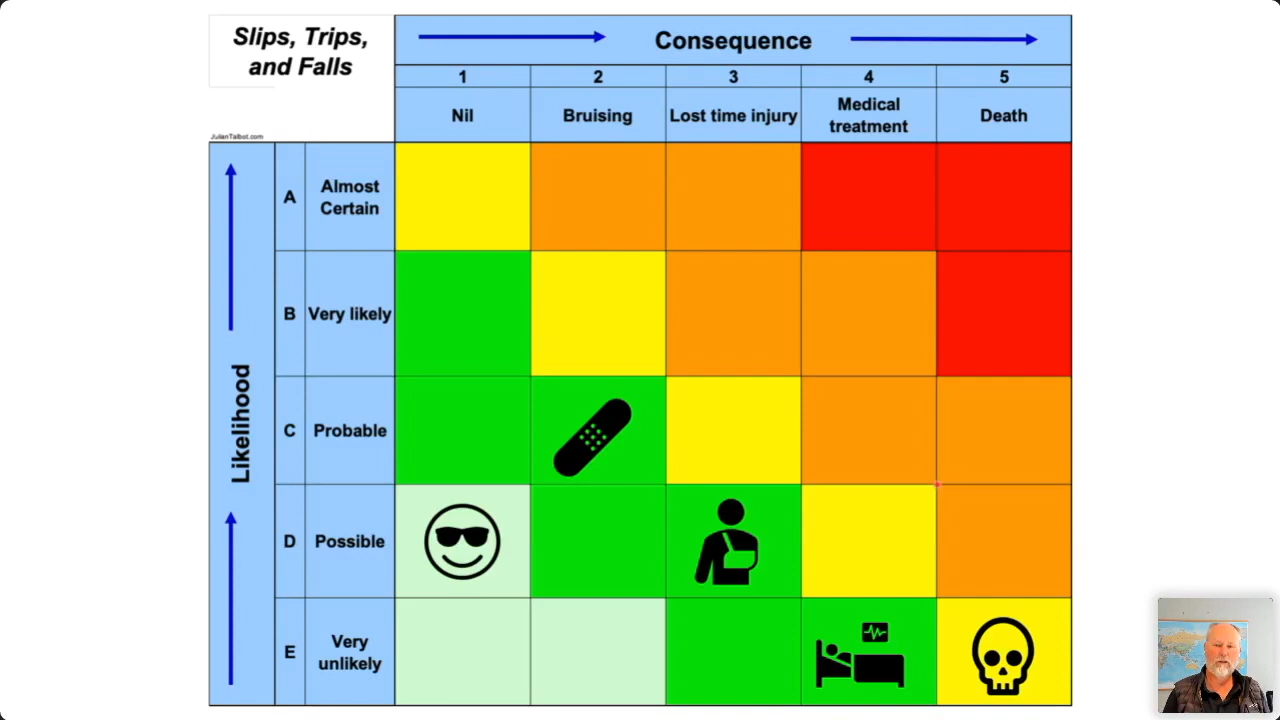 Slips, Trips,
and Falls
JulianTalbot.com
Consequence
1
2
3
4
5
Nil
Bruising
Lost time injury
Medical
treatment
Death
Likelihood
A
Almost
Certain
B
Very likely
C
Probable
D
Possible
E
Very
unlikely